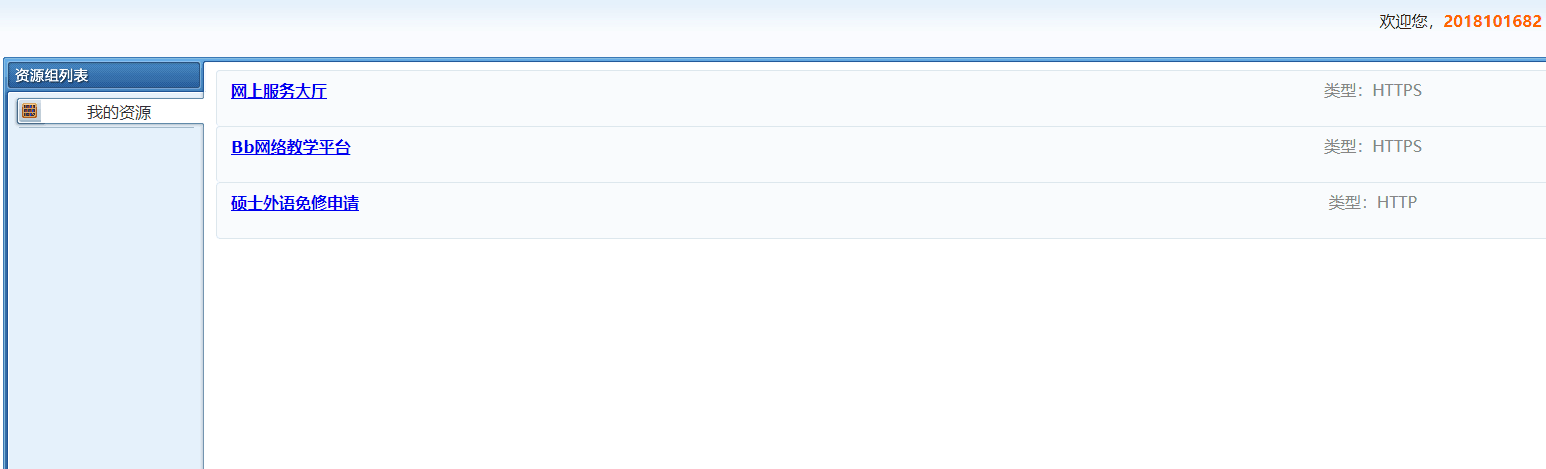 欢迎您，2018101682
资源组列表
我的资源
网上服务大厅 类型：HTTPS
Bb网络教学平台 类型：HTTPS
硕士外语免修申请 类型：HTTP